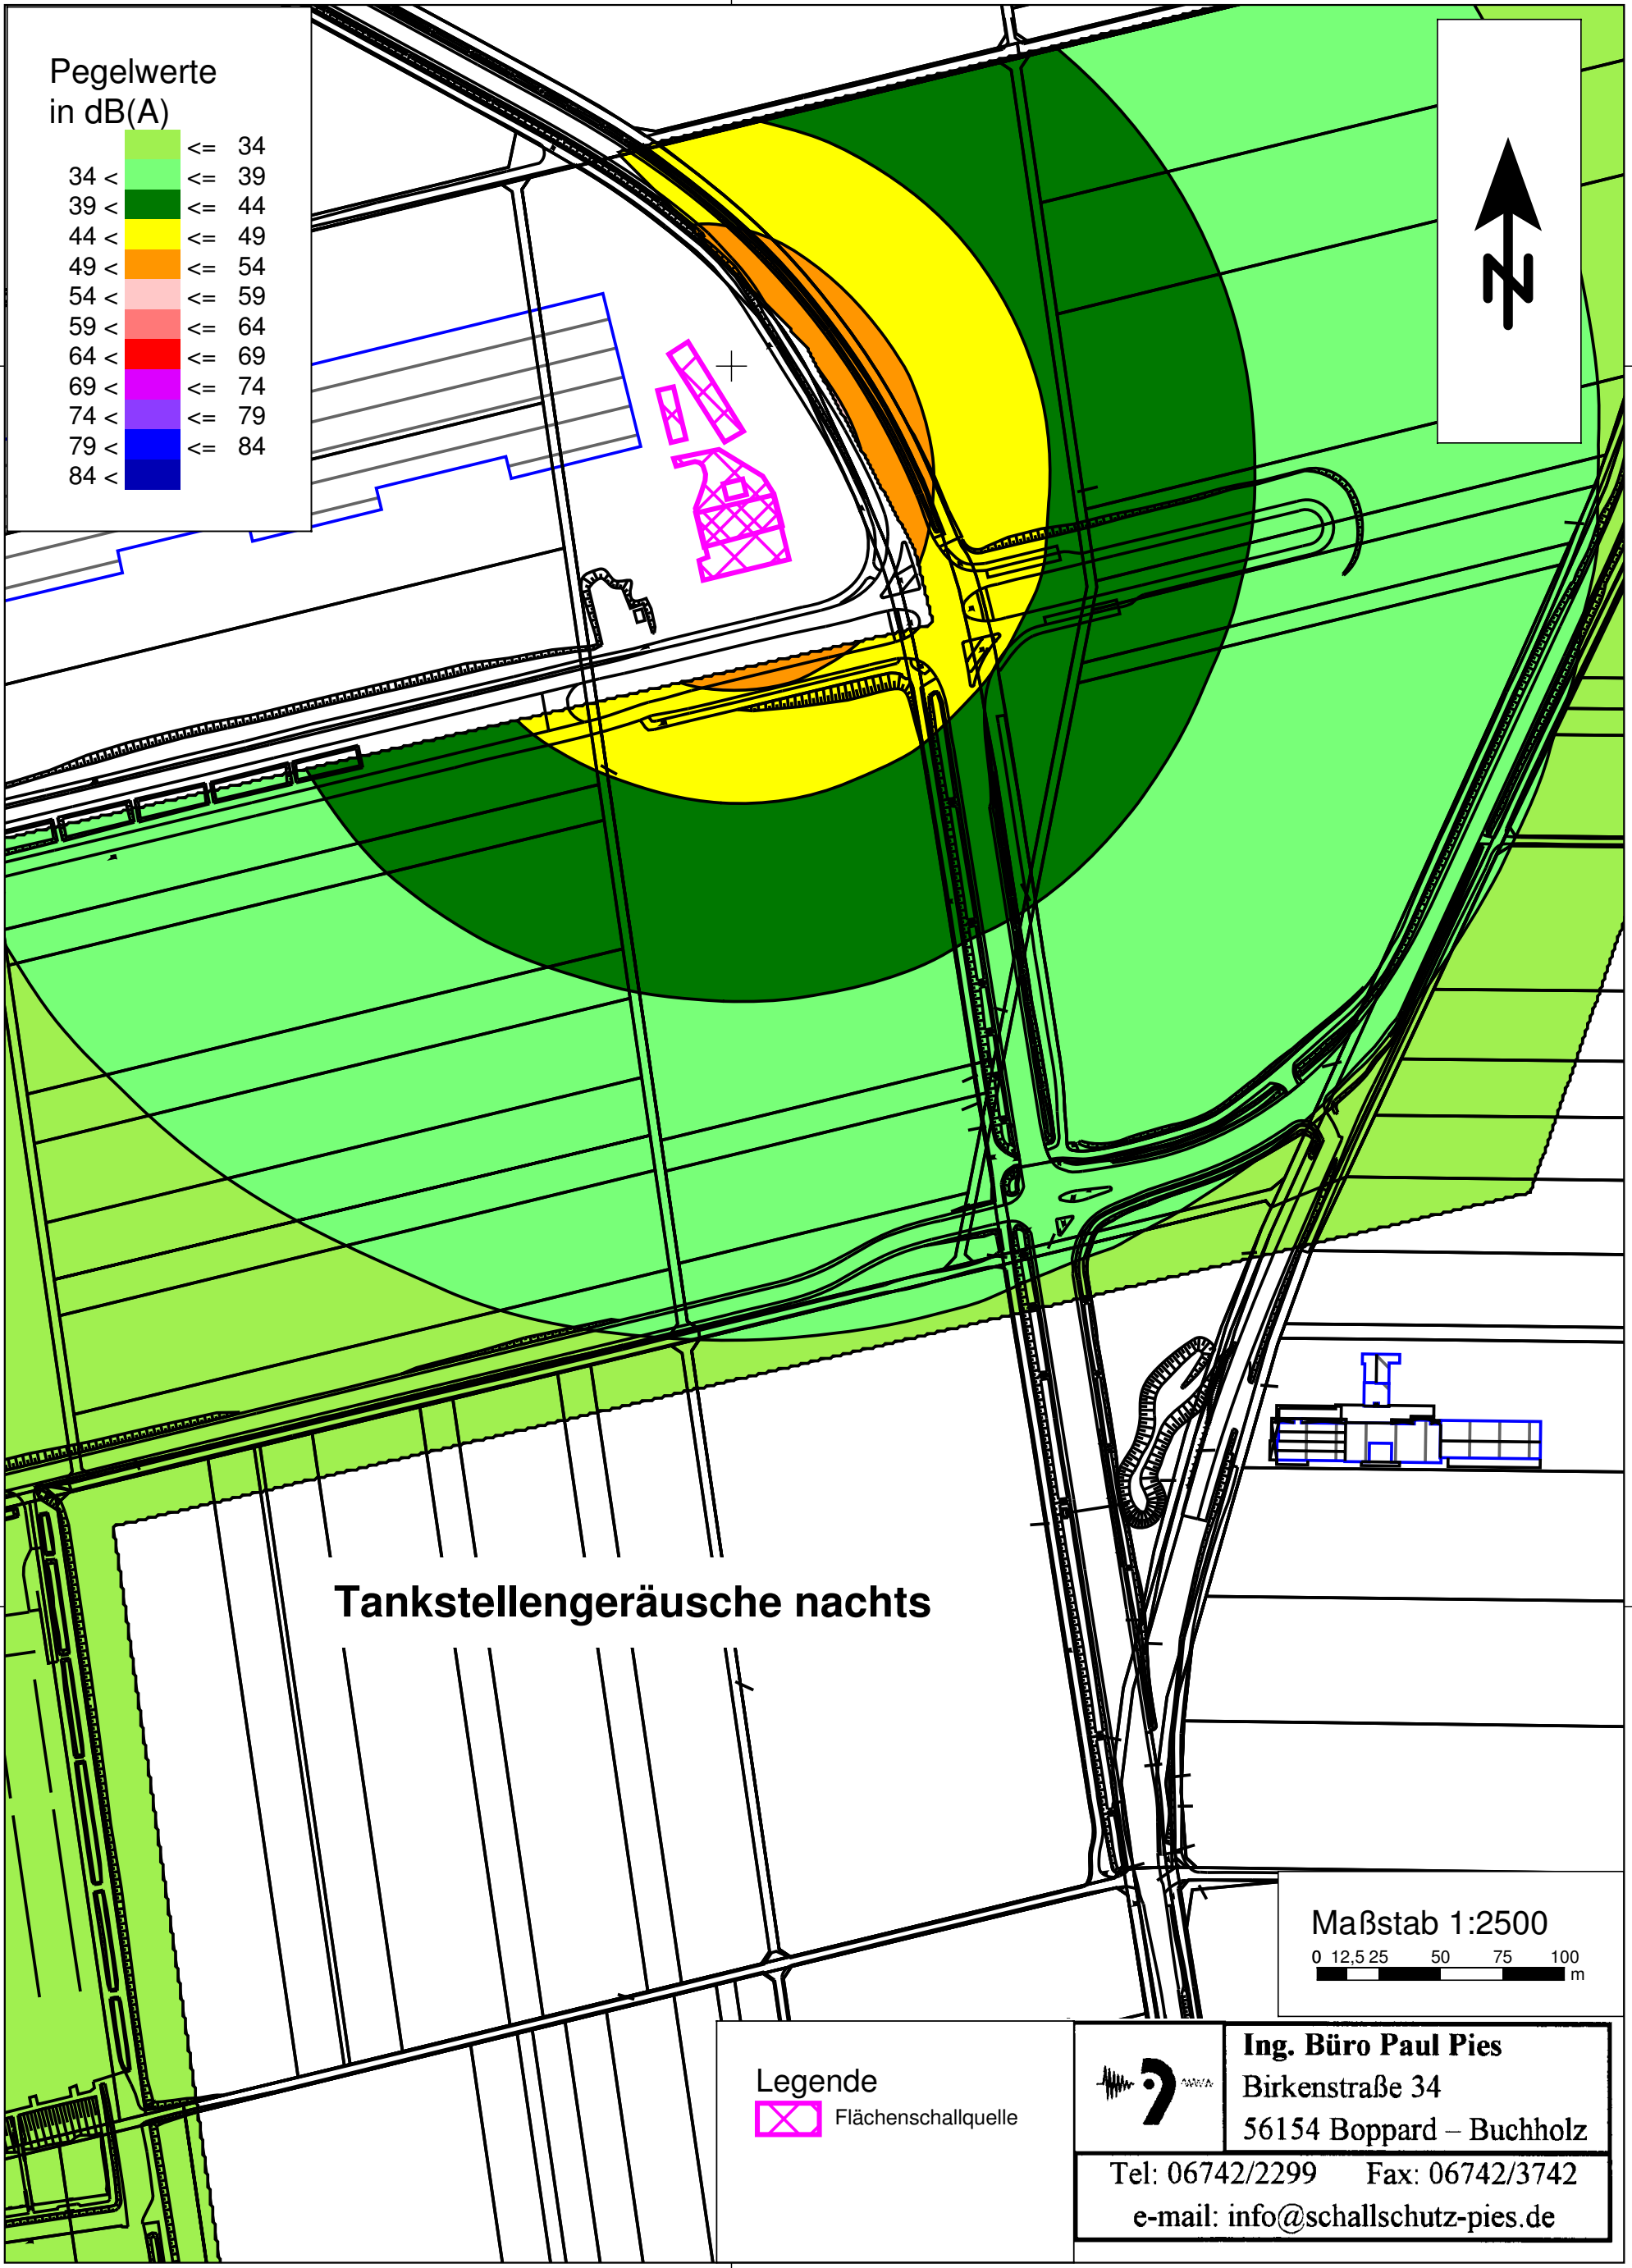 Pegelwerte
in dB(A)
<= 34
34 < <= 39
39 < <= 44
44 < <= 49
49 < <= 54
54 < <= 59
59 < <= 64
64 < <= 69
69 < <= 74
74 < <= 79
79 < <= 84
84 <
N
Tankstellengeräusche nachts
Maßstab 1:2500
0 12,5 25 50 75 100
m
Legende
Flächenschallquelle
Ing. Büro Paul Pies
Birkenstraße 34
56154 Boppard – Buchholz
Tel: 06742/2299 Fax: 06742/3742
e-mail: info@schallschutz-pies.de